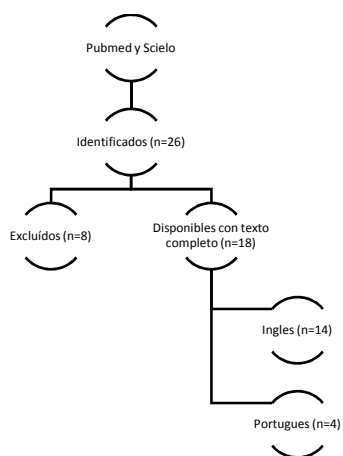 Pubmed y Scielo
Identificados (n=26)
Excluídos (n=8)
Disponibles con texto
completo (n=18)
Ingles (n=14)
Portugues (n=4)